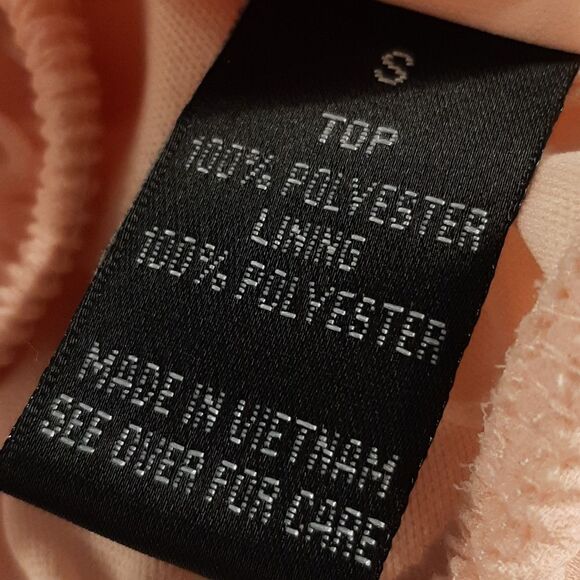 S
TOP
100% POLYESTER
LINING
100% POLYESTER
MADE IN VIETNAM
SEE OVER FOR CARE